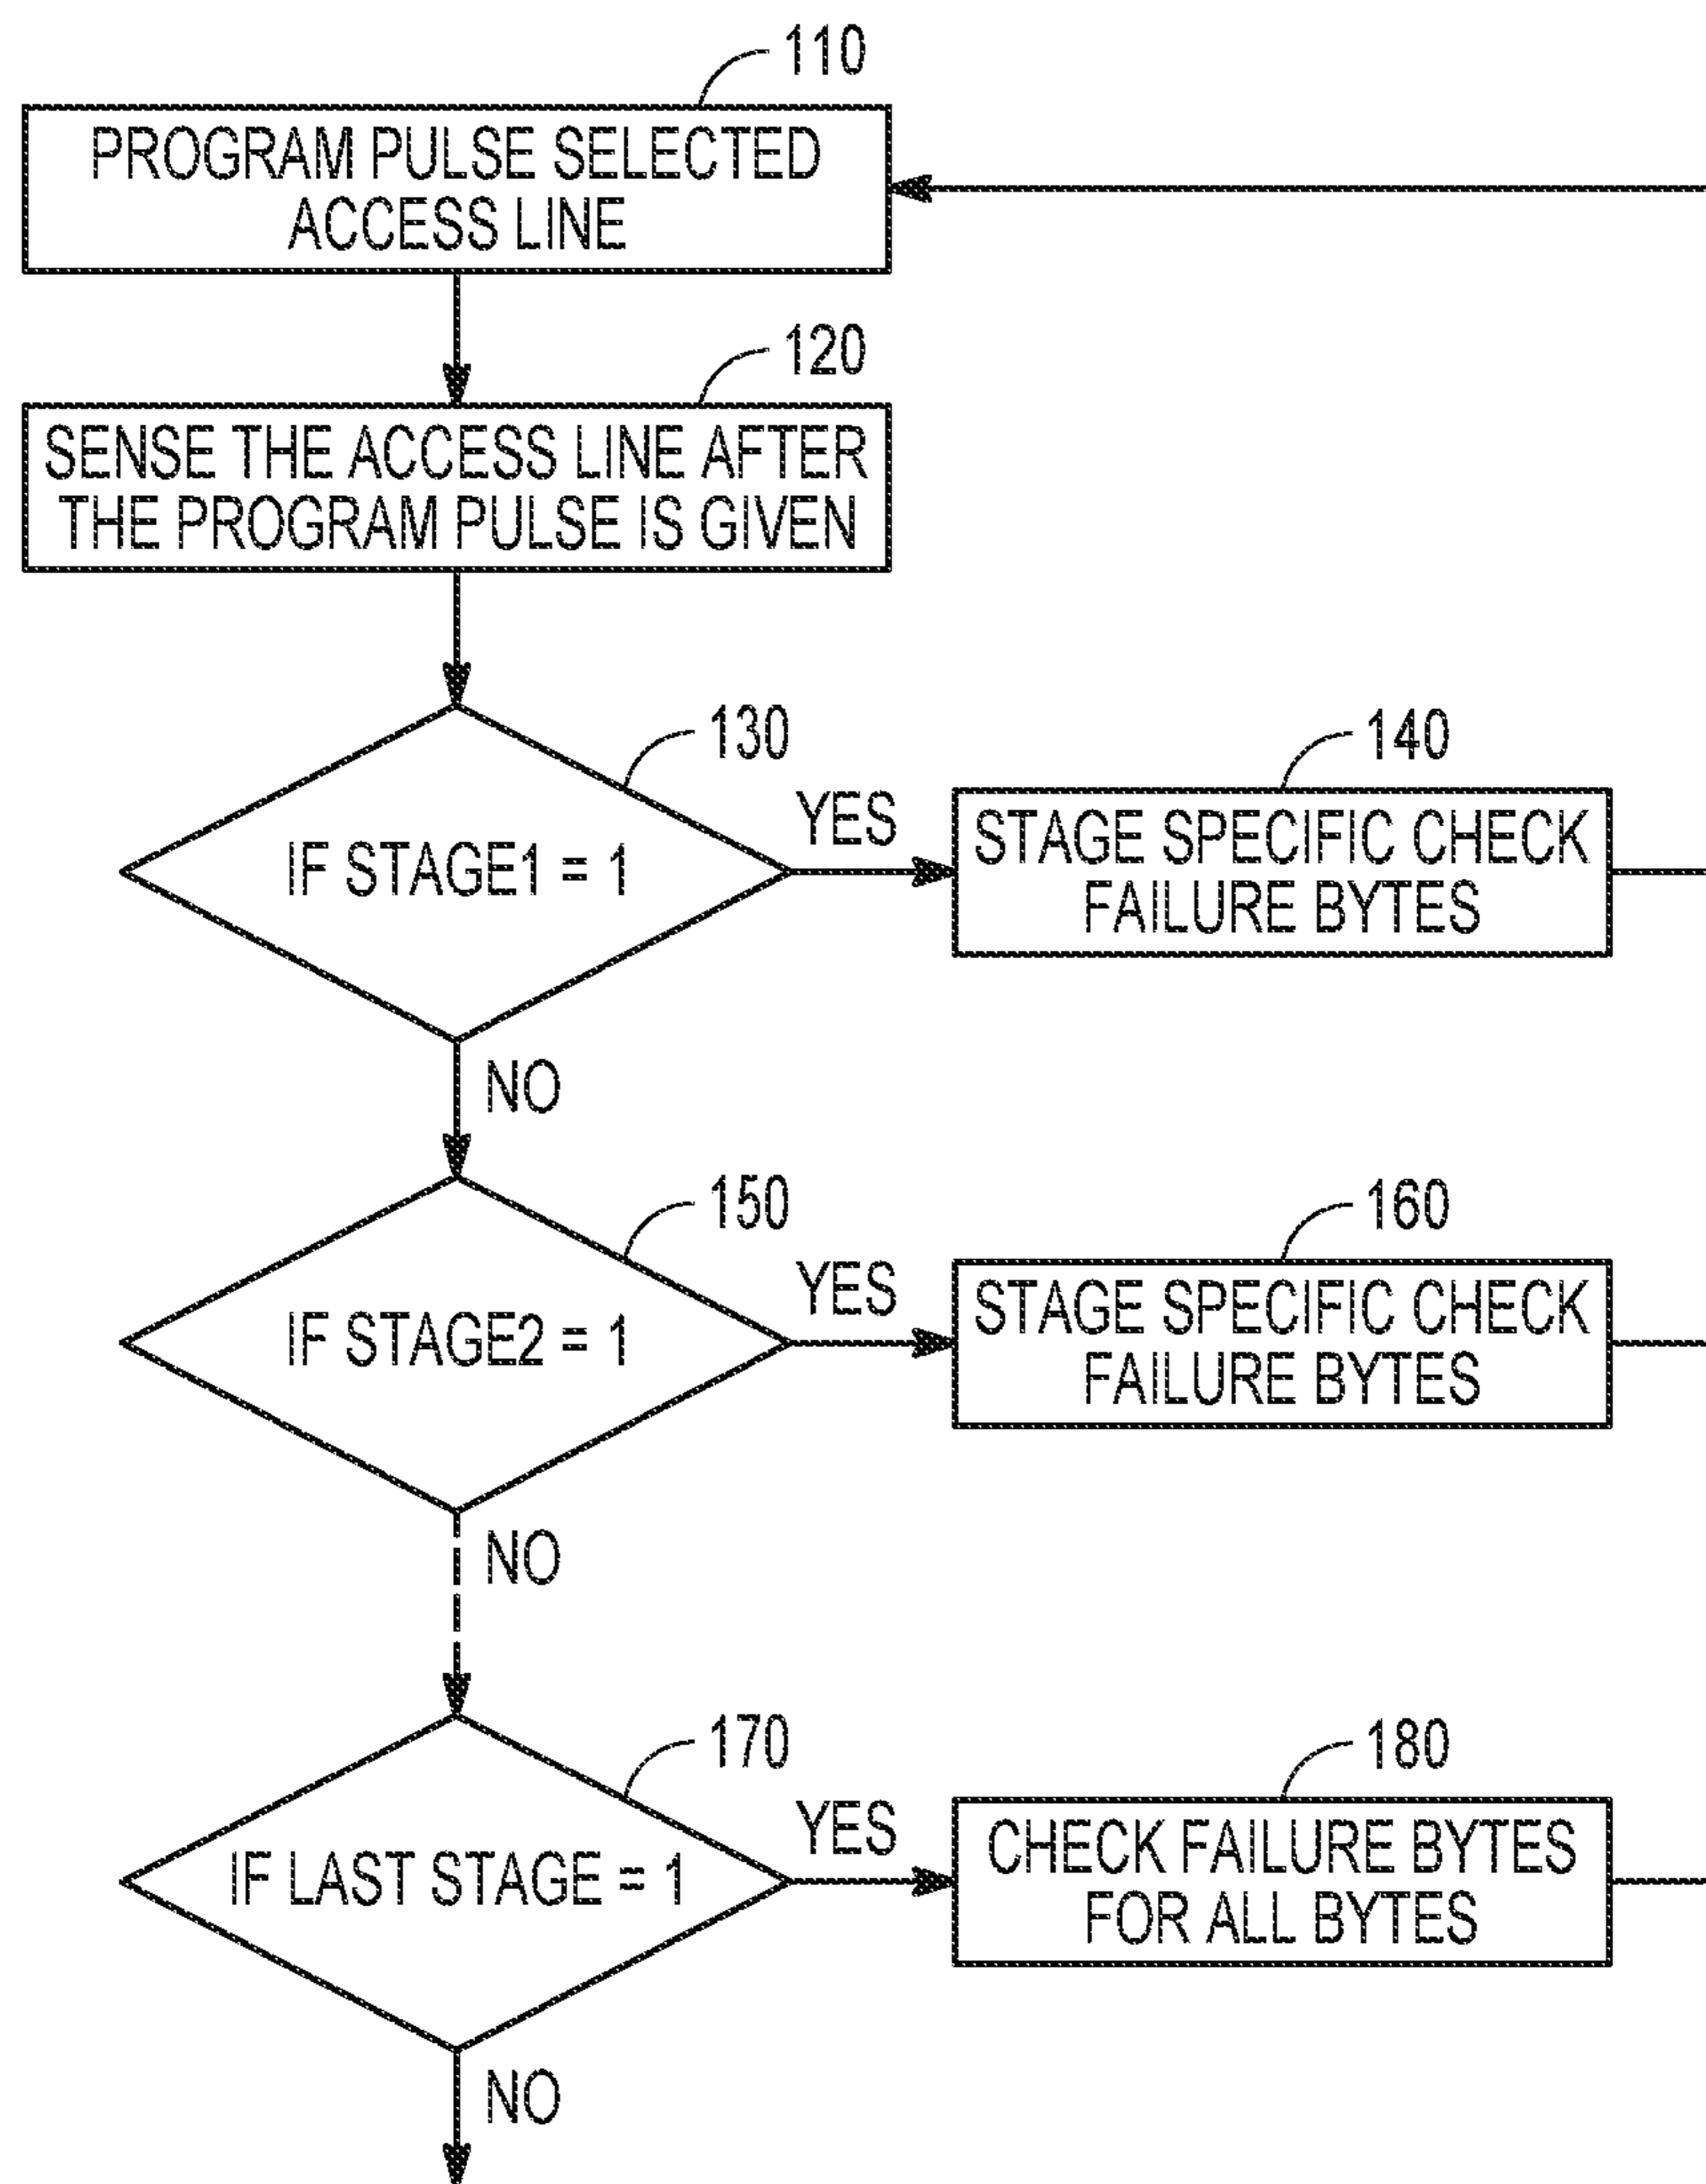 110
PROGRAM PULSE SELECTED
ACCESS LINE
120
SENSE THE ACCESS LINE AFTER
THE PROGRAM PULSE IS GIVEN
130
IF STAGE1 = 1
YES
140
STAGE SPECIFIC CHECK
FAILURE BYTES
NO
150
IF STAGE2 = 1
YES
160
STAGE SPECIFIC CHECK
FAILURE BYTES
NO
170
IF LAST STAGE = 1
YES
180
CHECK FAILURE BYTES
FOR ALL BYTES
NO